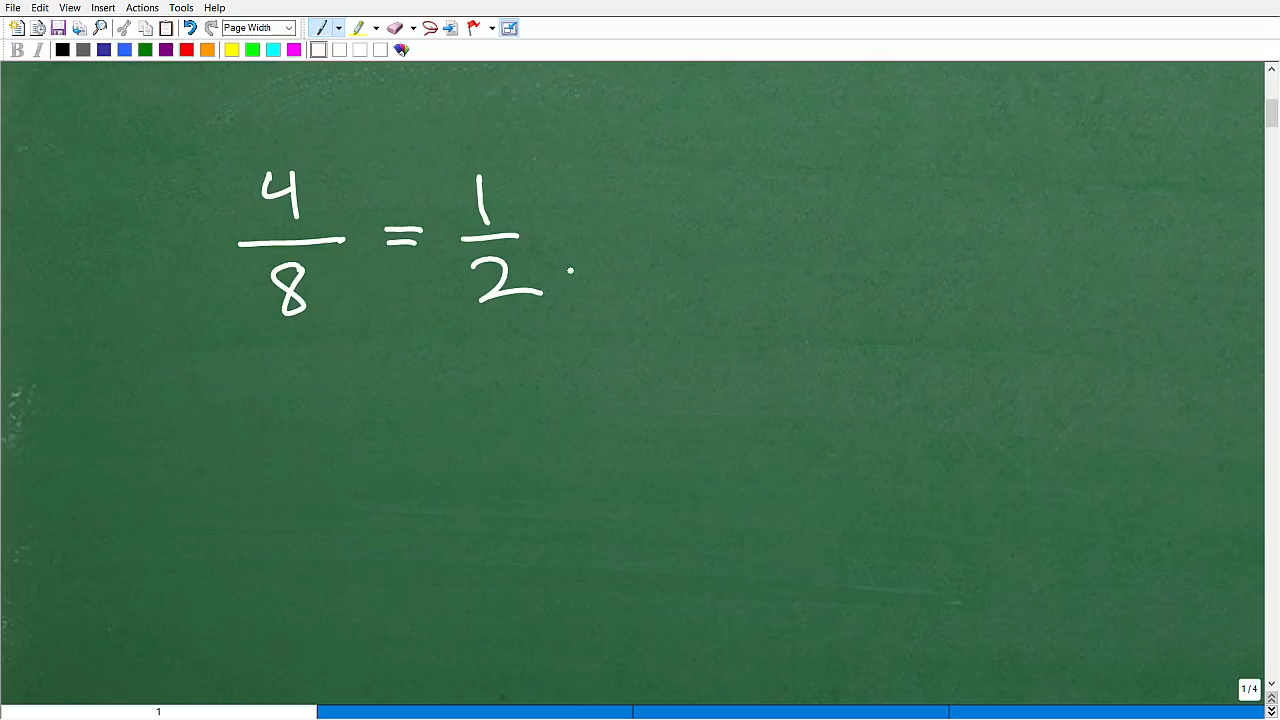 File Edit View Insert Actions Tools Help
Page Width
B I
4/8 = 1/2
1/4
1